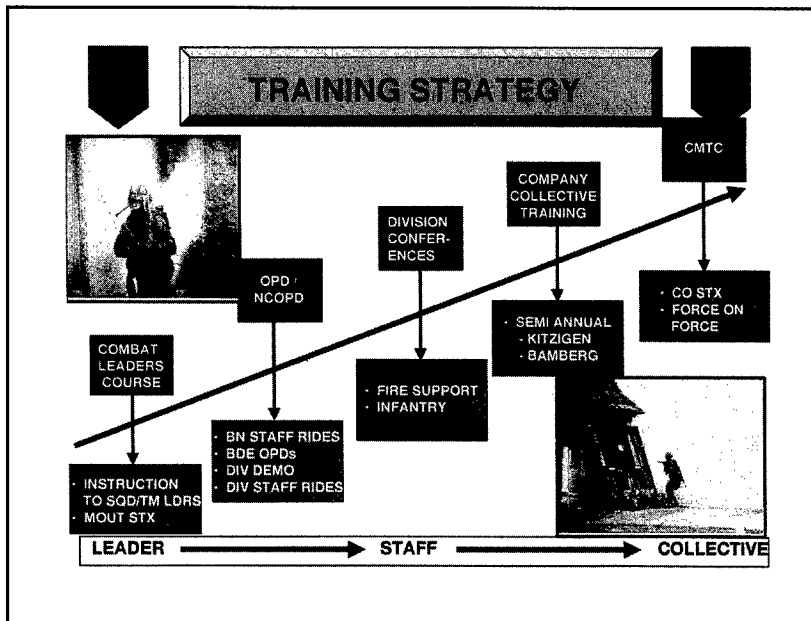 TRAINING STRATEGY
CMTC
COMPANY
COLLECTIVE
TRAINING
DIVISION
CONFER-
ENCES
OPD /
NCOPD
COMBAT
LEADERS
COURSE
• CO STX
• FORCE ON
FORCE
• SEMI ANNUAL
- KITZIGEN
- BAMBERG
• FIRE SUPPORT
• INFANTRY
• BN STAFF RIDES
• BDE OPDs
• DIV DEMO
• DIV STAFF RIDES
• INSTRUCTION
TO SQD/TM LDRS
• MOUT STX
LEADER STAFF COLLECTIVE